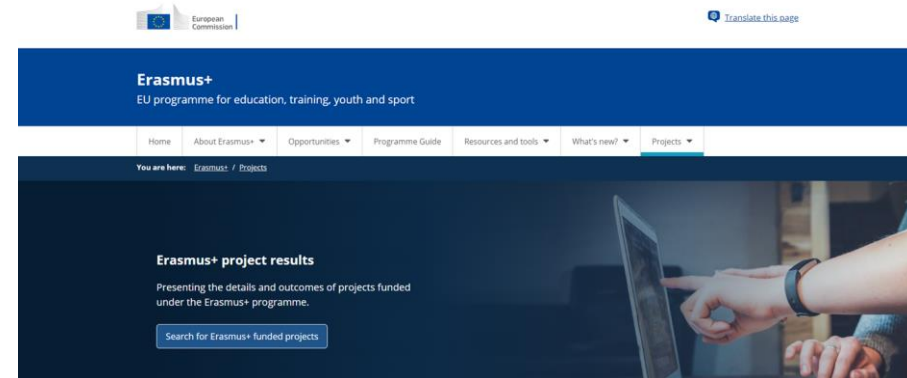 European
Commission
Translate this page
Erasmus+
EU programme for education, training, youth and sport
Home About Erasmus+ Opportunities Programme Guide Resources and tools What's new? Projects
You are here: Erasmus+ / Projects
Erasmus+ project results
Presenting the details and outcomes of projects funded
under the Erasmus+ programme.
Search for Erasmus+ funded projects